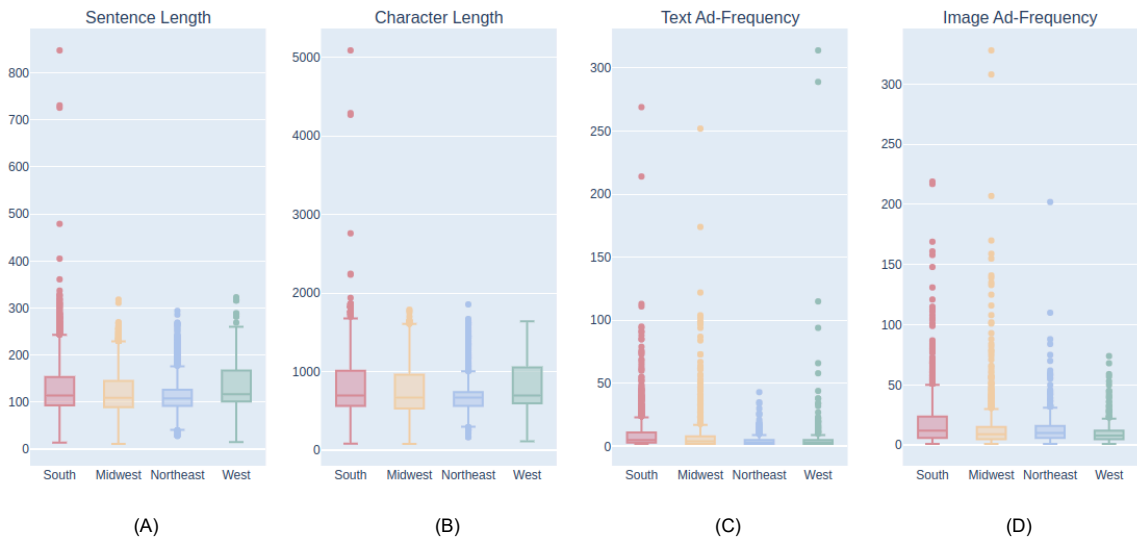 Sentence Length
800
700
600
500
400
300
200
100
0
South Midwest Northeast West
(A)
Character Length
5000
4000
3000
2000
1000
0
South Midwest Northeast West
(B)
Text Ad-Frequency
300
250
200
150
100
50
0
South Midwest Northeast West
(C)
Image Ad-Frequency
300
250
200
150
100
50
0
South Midwest Northeast West
(D)